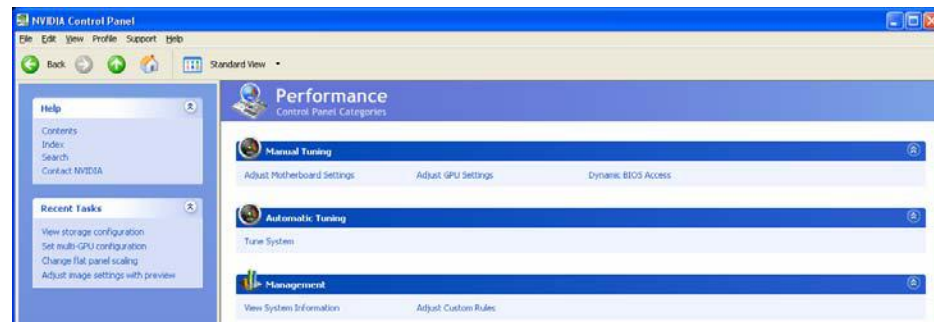 NVIDIA Control Panel
File Edit View Profile Support Help
Back Standard View
Performance
Control Panel Categories
Help
Contents
Index
Search
Contact NVIDIA
Recent Tasks
View storage configuration
Set multi-GPU configuration
Change flat panel scaling
Adjust image settings with preview
Manual Tuning
Adjust Motherboard Settings Adjust GPU Settings Dynamic BIOS Access
Automatic Tuning
Tune System
Management
View System Information Adjust Custom Rules